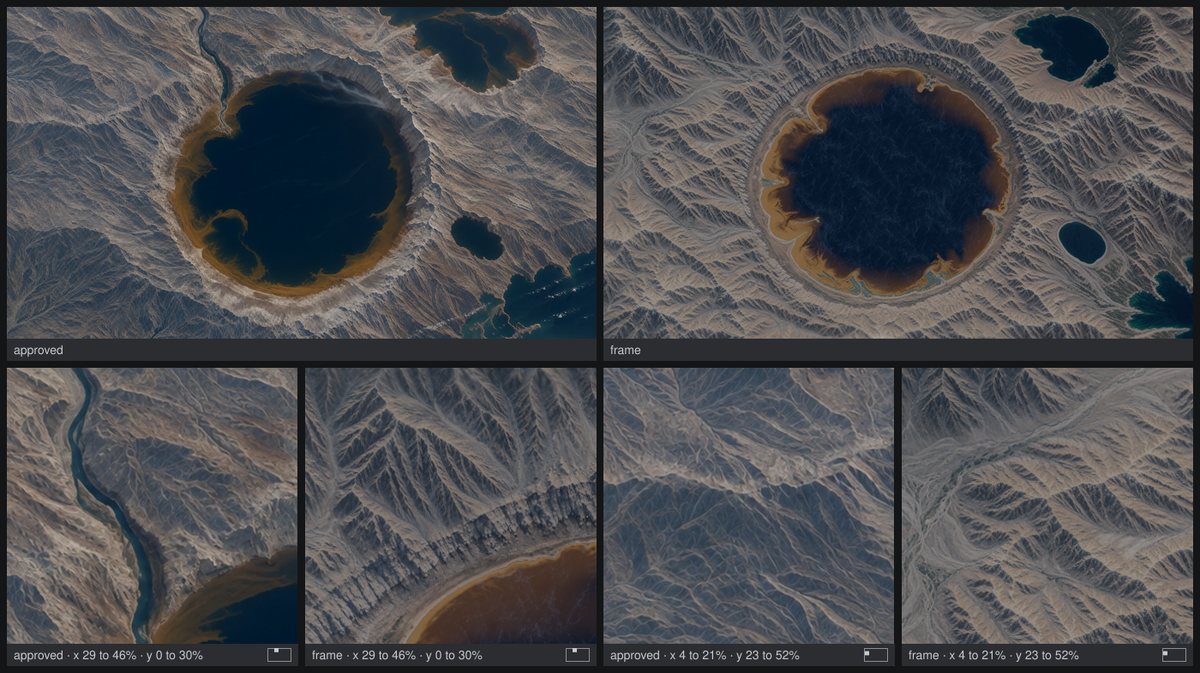 approved
frame
approved · x 29 to 46% · y 0 to 30%
frame · x 29 to 46% · y 0 to 30%
approved · x 4 to 21% · y 23 to 52%
frame · x 4 to 21% · y 23 to 52%